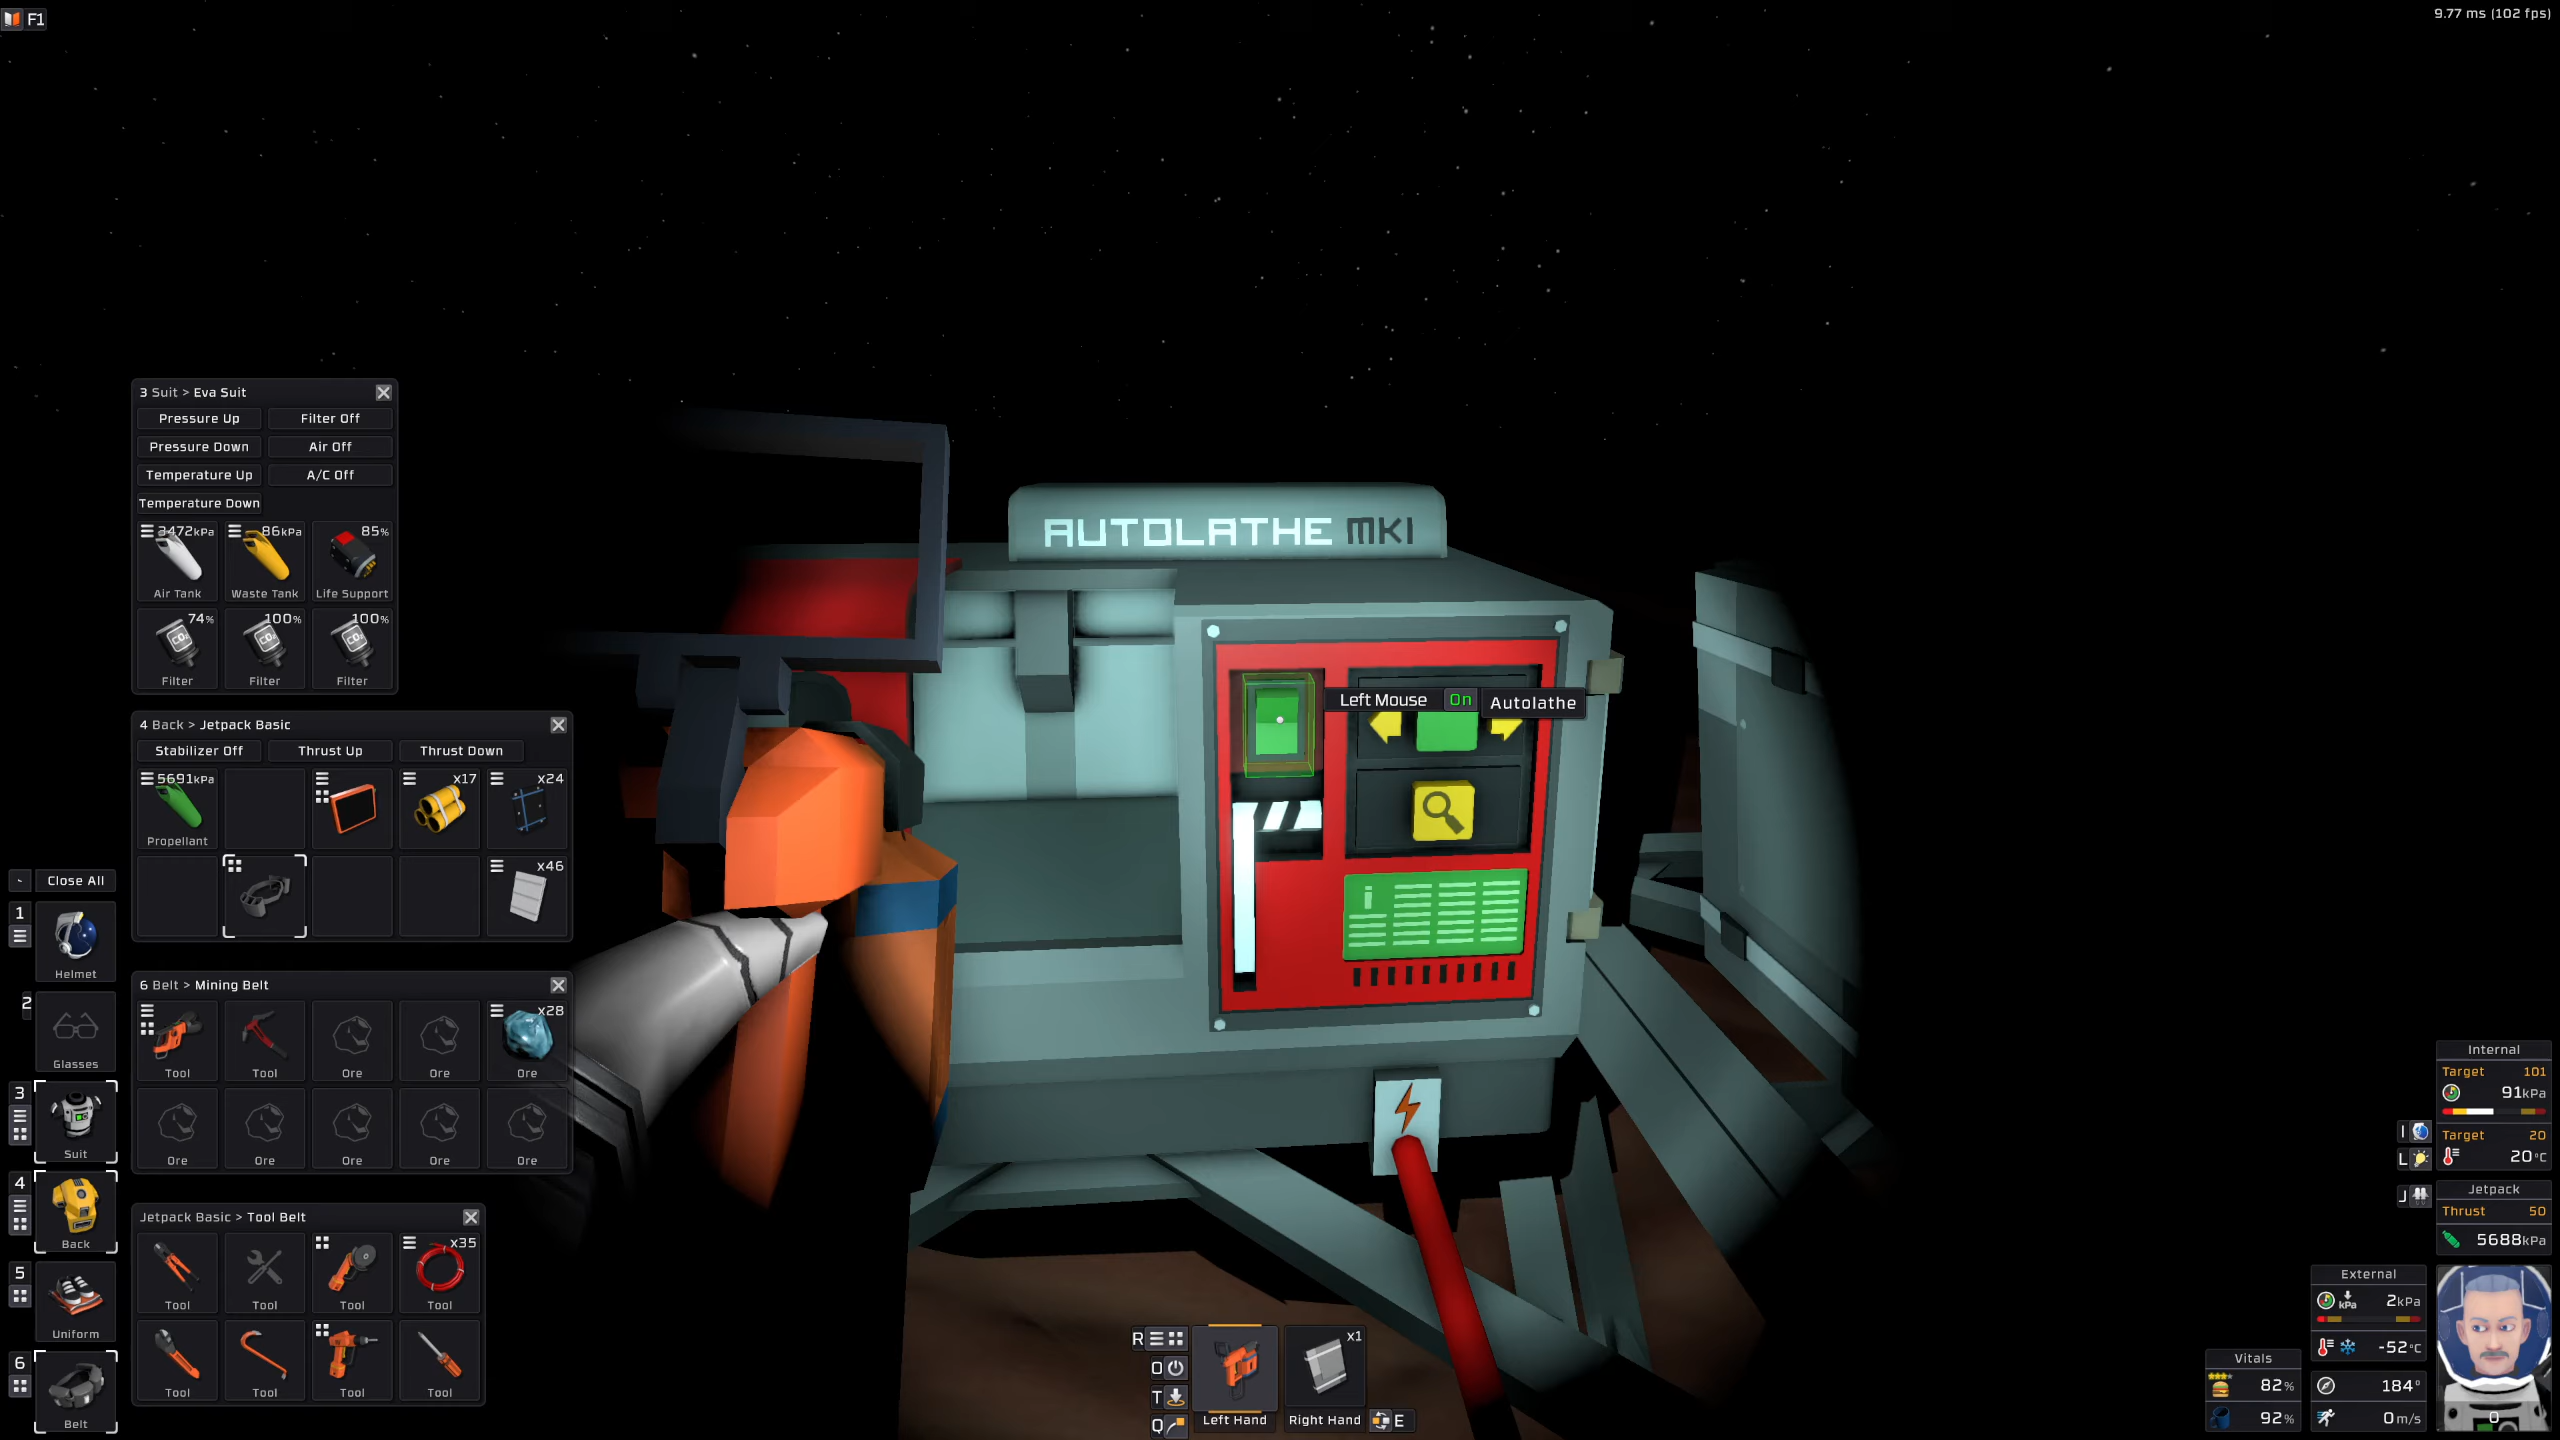 F1
9.77 ms (102 fps)
3 Suit > Eva Suit
Pressure Up
Filter Off
Pressure Down
Air Off
Temperature Up
A/C Off
Temperature Down
3472kPa
86kPa
85%
Air Tank
Waste Tank
Life Support
74%
100%
100%
CO₂
CO₂
CO₂
Filter
Filter
Filter
AUTOLATHE MKI
Left Mouse
On
Autolathe
i
4 Back > Jetpack Basic
Stabilizer Off
Thrust Up
Thrust Down
5691kPa
x17
x24
Propellant
x46
~
Close All
1
Helmet
2
Glasses
3
Suit
4
Back
5
Uniform
6
Belt
6 Belt > Mining Belt
x28
Tool
Tool
Ore
Ore
Ore
Ore
Ore
Ore
Ore
Ore
Jetpack Basic > Tool Belt
x35
Tool
Tool
Tool
Tool
Tool
Tool
Tool
Tool
R
O
T
Q
Left Hand
x1
Right Hand
E
Internal
Target 101
91kPa
Target 20
20°C
I
L
J
Jetpack
Thrust 50
5688kPa
External
kPa
2kPa
-52°C
184°
0m/s
Vitals
82%
92%
0